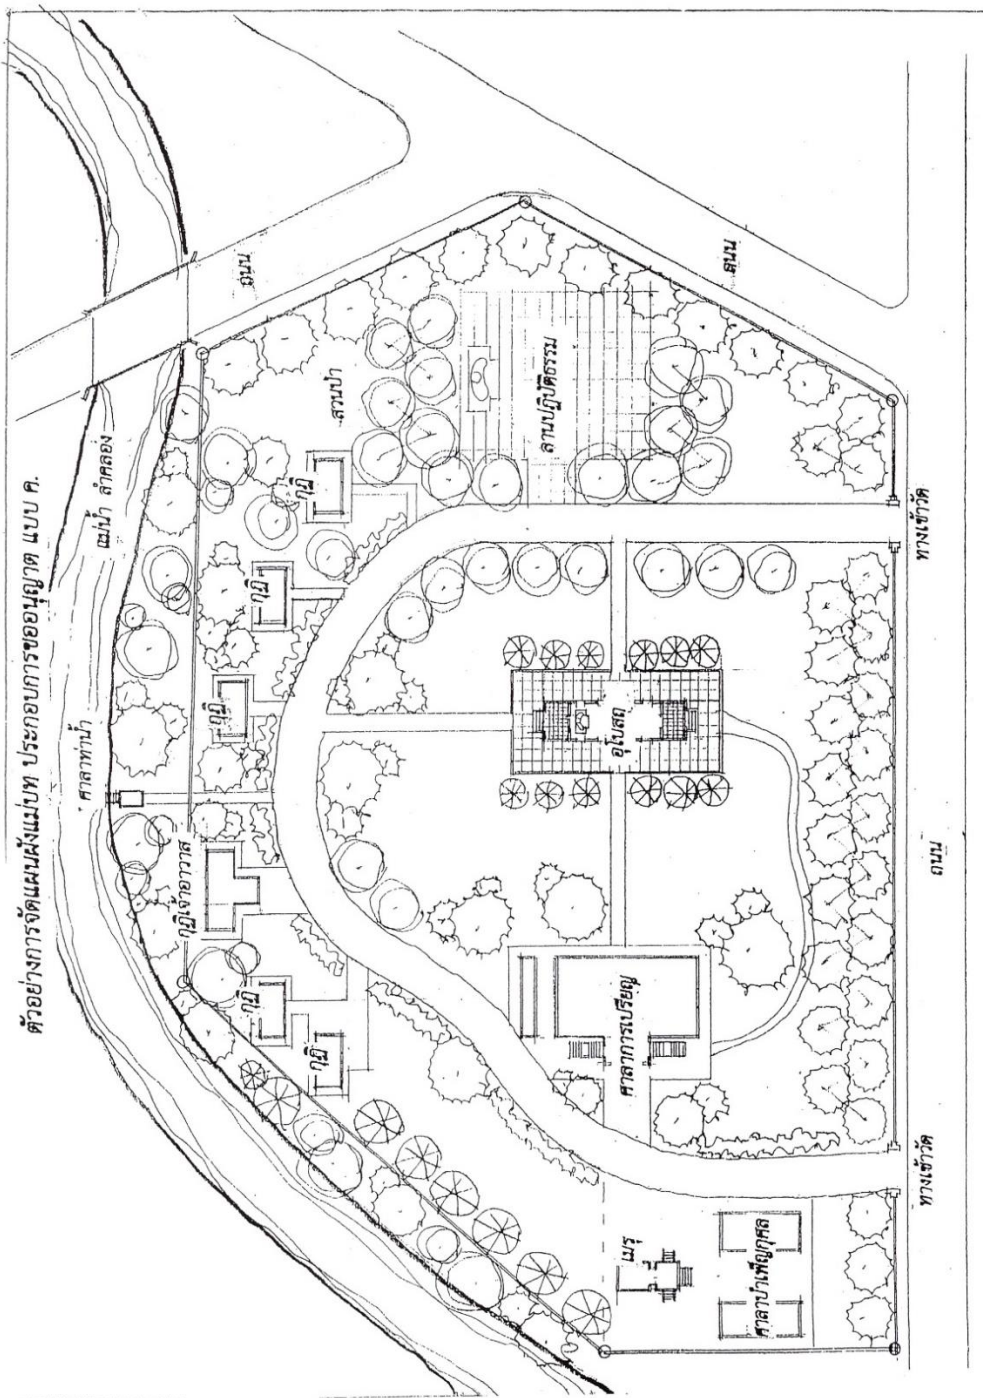 ตัวอย่างการจัดแผนผังแม่บท ประกอบการขออนุญาต แบบ ค.
แม่น้ำ ลำคลอง
ศาลาท่าน้ำ
ถนน
ถนน
สวนป่า
ลานปฏิบัติธรรม
กุฏิ
กุฏิ
กุฏิ
กุฏิเจ้าอาวาส
กุฏิ
กุฏิ
อุโบสถ
ศาลาการเปรียญ
เมรุ
ศาลาบำเพ็ญกุศล
ทางเข้าวัด
ถนน
ทางเข้าวัด